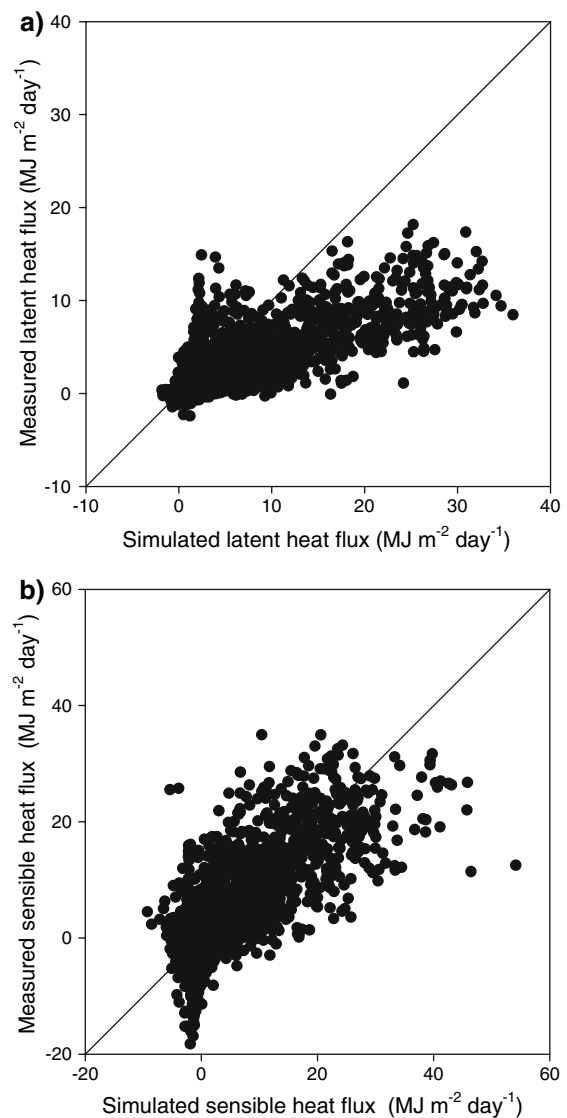 a)
40
30
20
10
0
-10
Measured latent heat flux (MJ m⁻² day⁻¹)
-10 0 10 20 30 40
Simulated latent heat flux (MJ m⁻² day⁻¹)
b)
60
40
20
0
-20
Measured sensible heat flux (MJ m⁻² day⁻¹)
-20 0 20 40 60
Simulated sensible heat flux (MJ m⁻² day⁻¹)